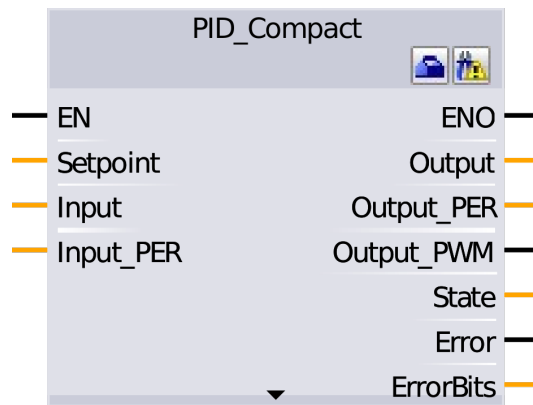 PID_Compact
EN ENO
Setpoint Output
Input Output_PER
Input_PER Output_PWM
State
Error
ErrorBits